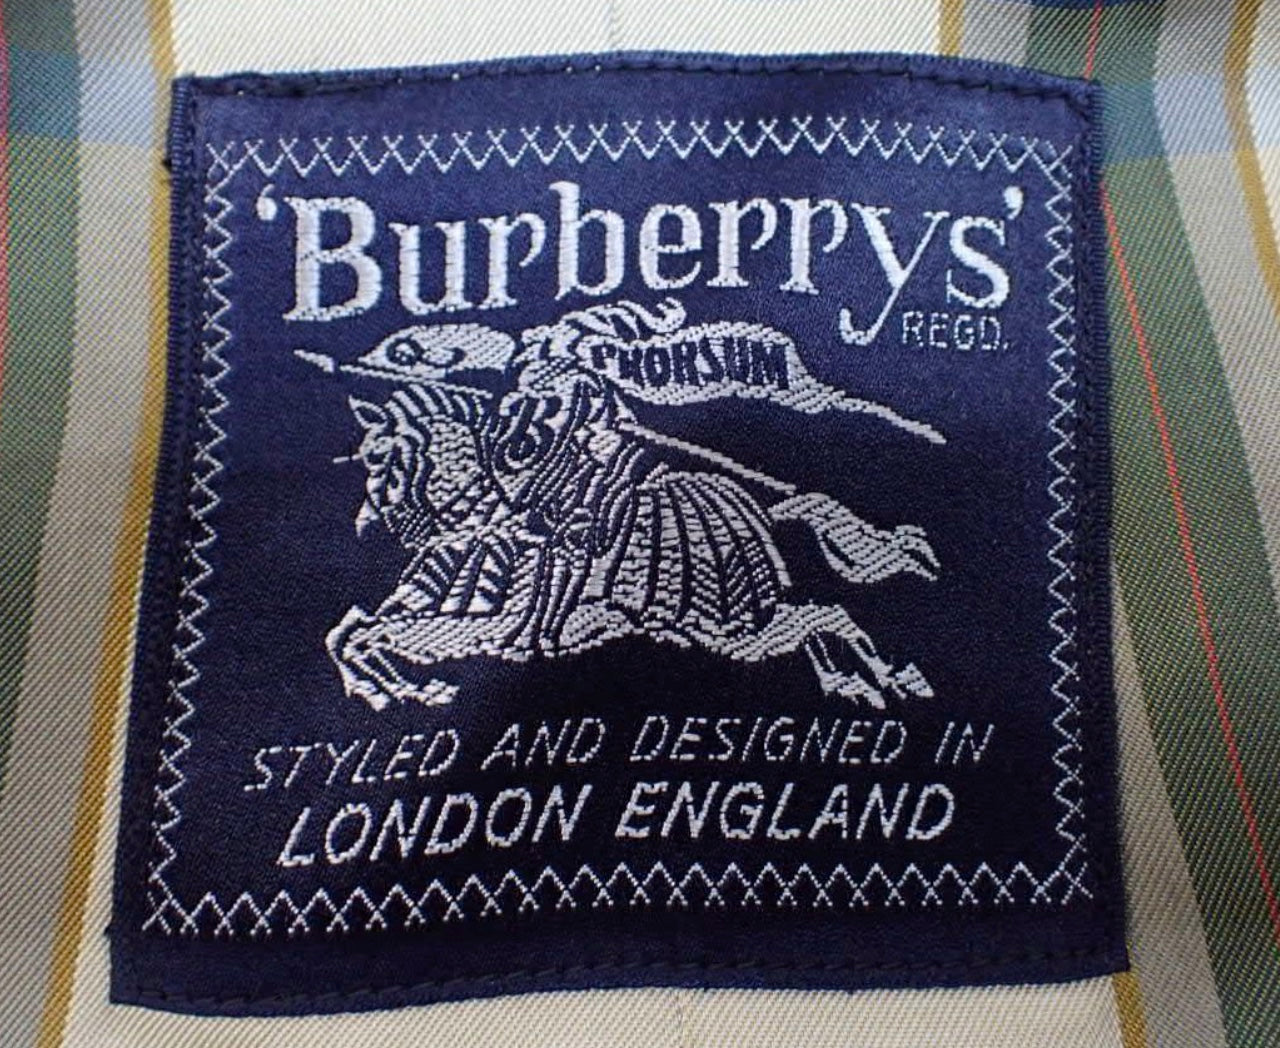 ‘Burberrys’
REGD.
PRORSUM
B
STYLED AND DESIGNED IN
LONDON ENGLAND